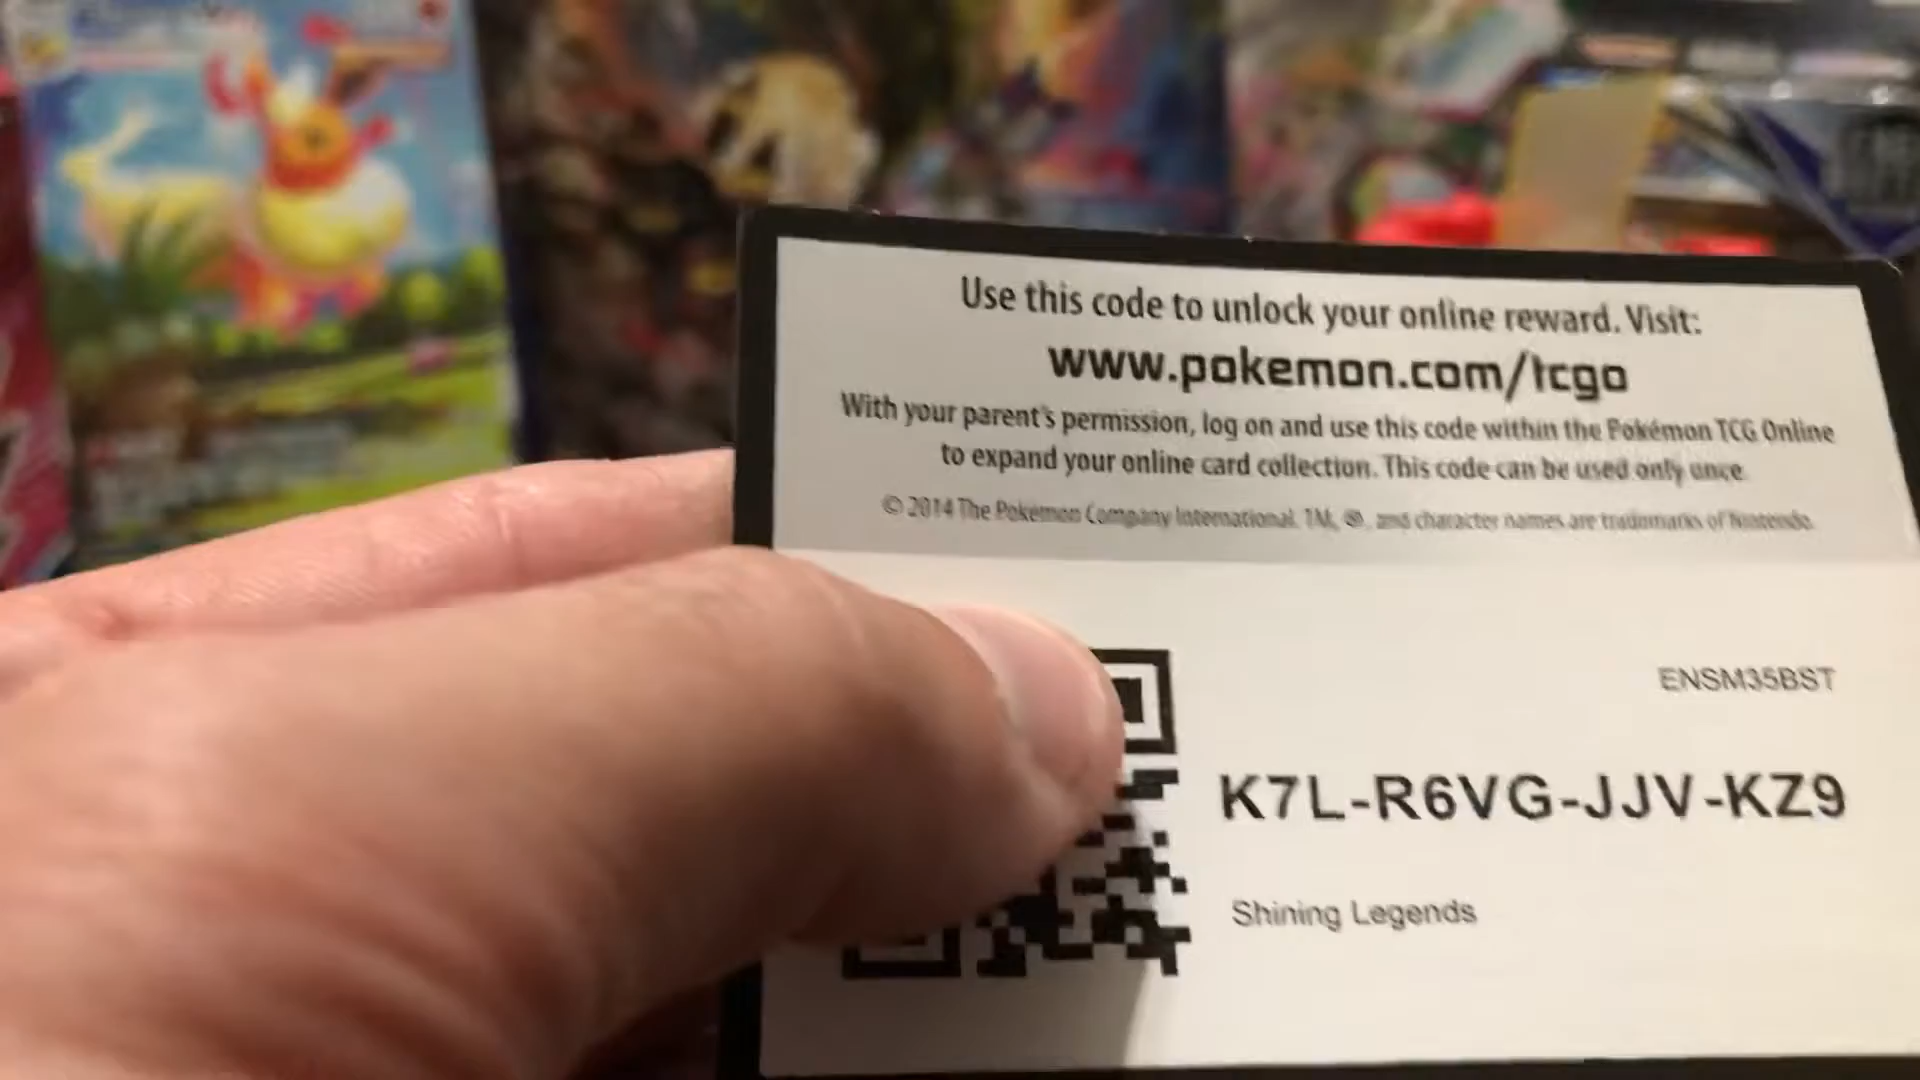 Use this code to unlock your online reward. Visit:
www.pokemon.com/tcgo
With your parent's permission, log on and use this code within the Pokémon TCG Online
to expand your online card collection. This code can be used only once.
© 2014 The Pokémon Company International. TM, ®, and character names are trademarks of Nintendo.
ENSM35BST
K7L-R6VG-JJV-KZ9
Shining Legends